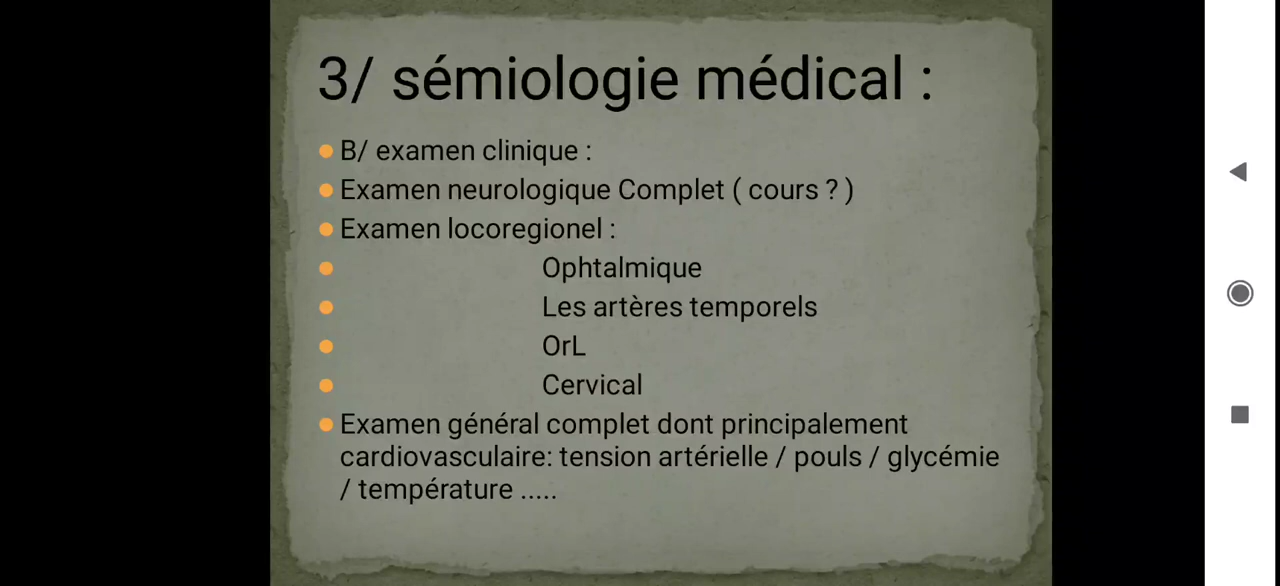 3/ sémiologie médical :
B/ examen clinique :
Examen neurologique Complet ( cours ? )
Examen locoregionel :
Ophtalmique
Les artères temporels
OrL
Cervical
Examen général complet dont principalement
cardiovasculaire: tension artérielle / pouls / glycémie
/ température .....